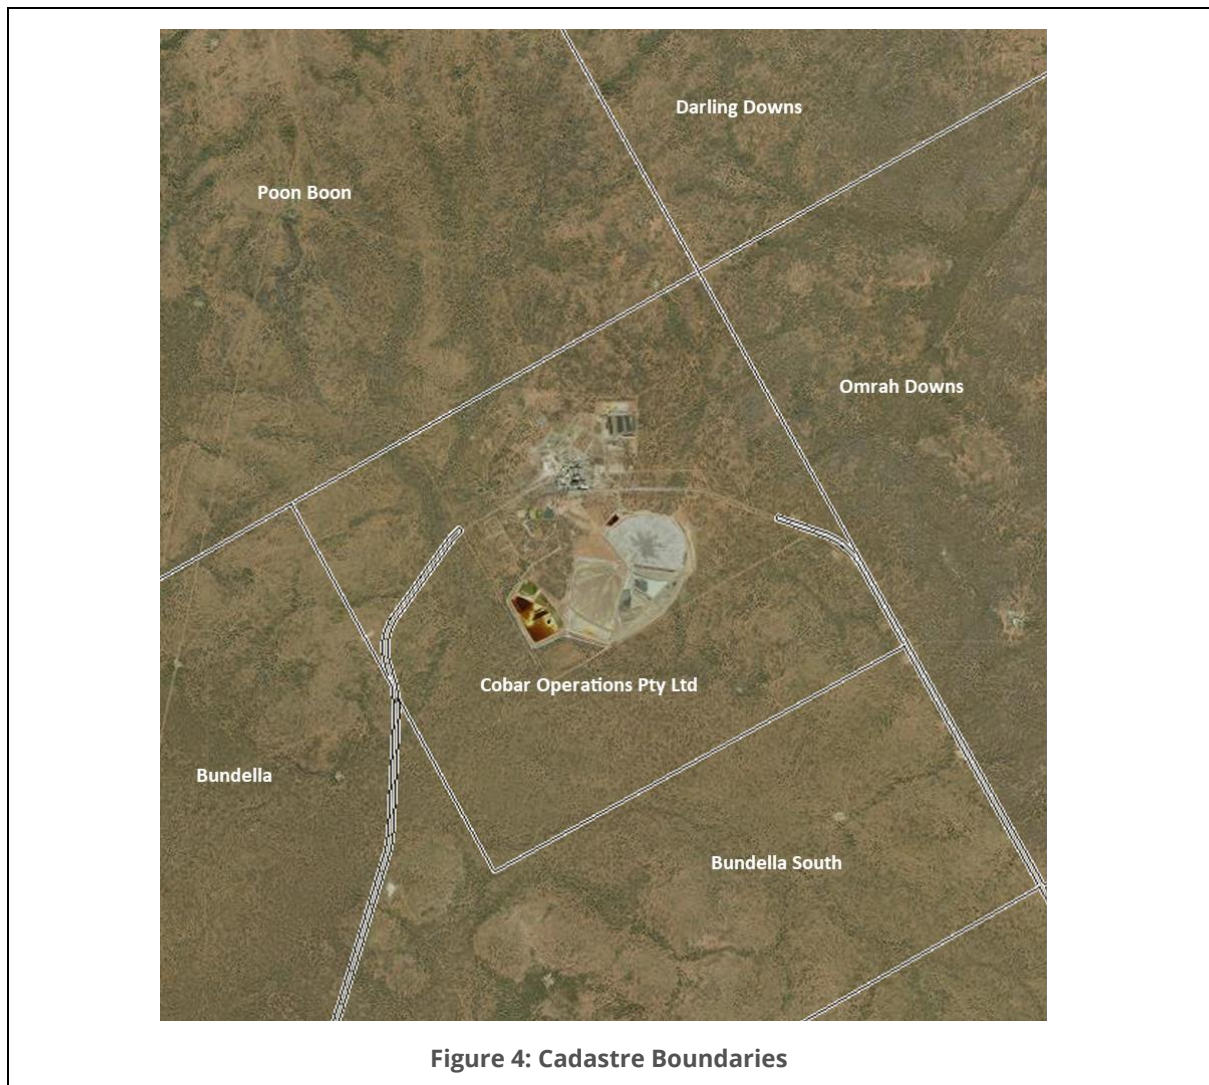 Darling Downs
Poon Boon
Omrah Downs
Cobar Operations Pty Ltd
Bundella
Bundella South
Figure 4: Cadastre Boundaries